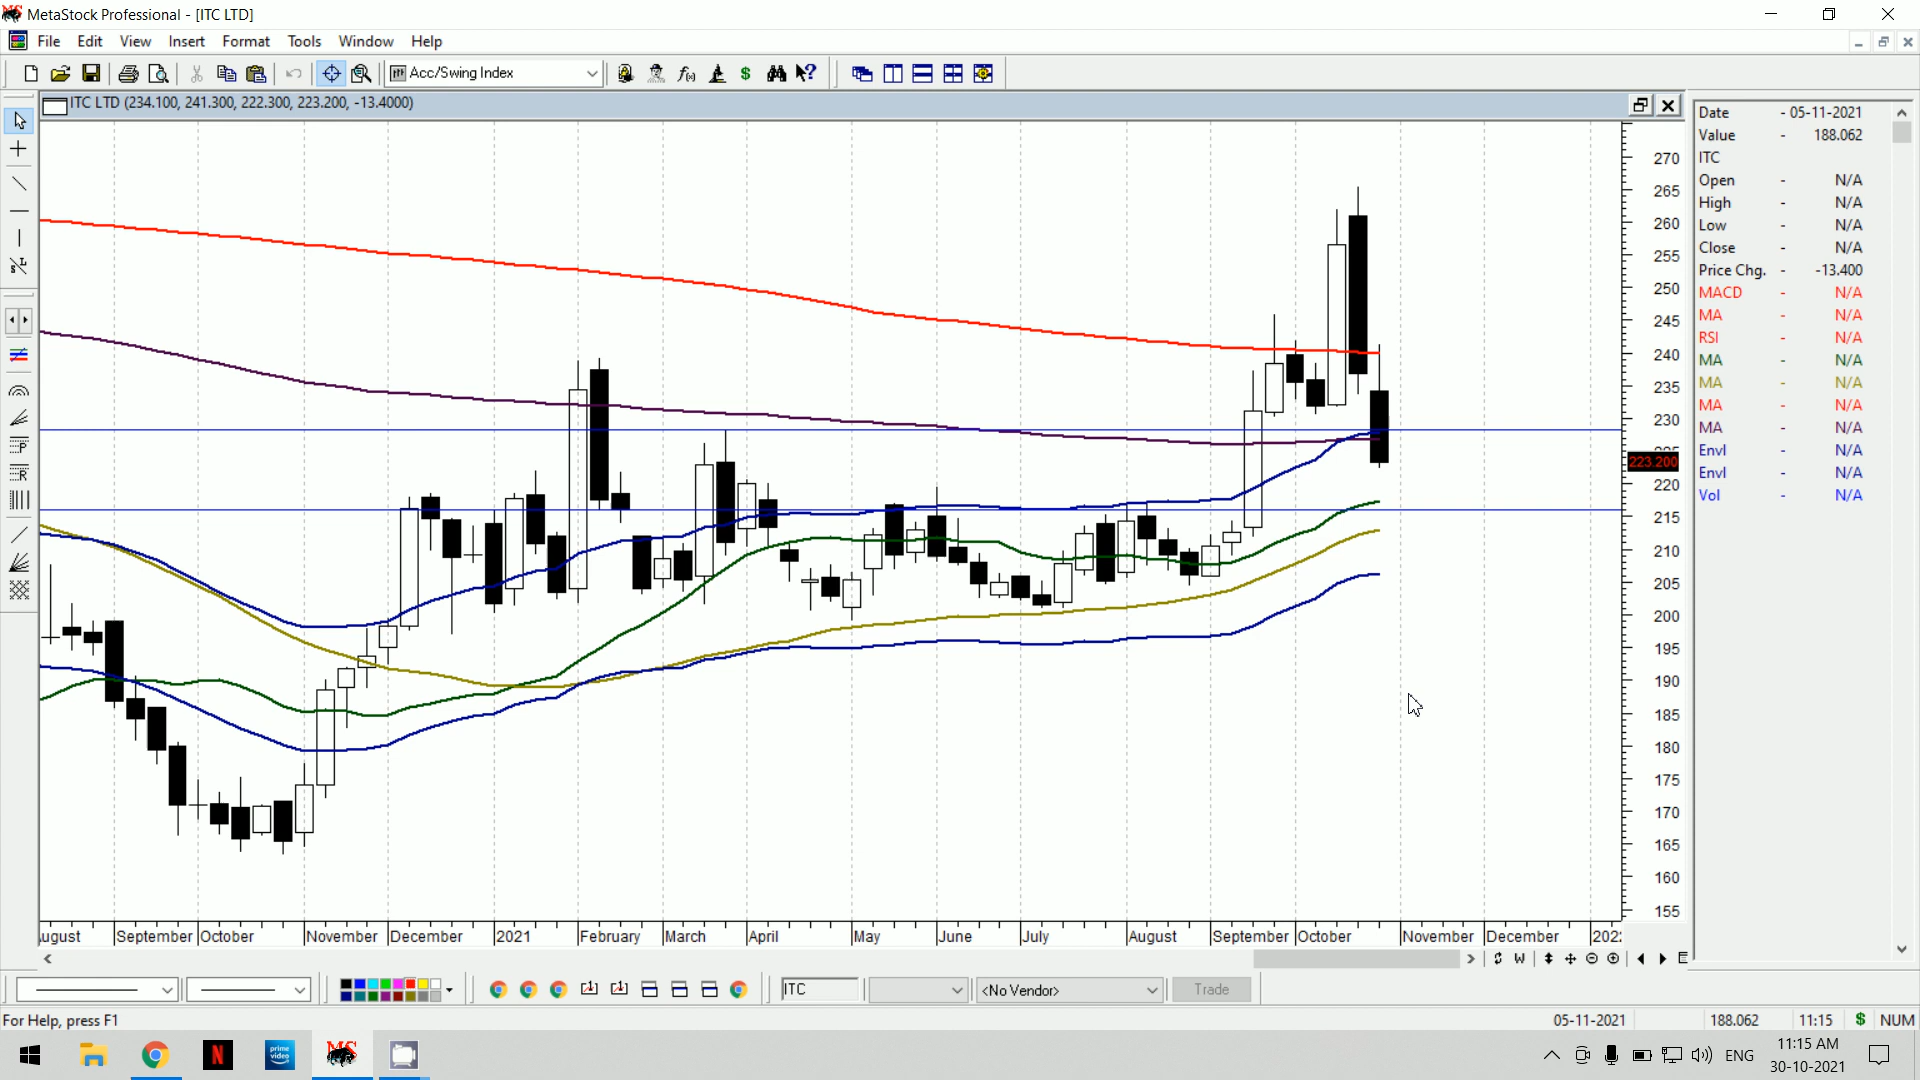 MetaStock Professional - [ITC LTD]
File Edit View Insert Format Tools Window Help
Acc/Swing Index
ITC LTD (234.100, 241.300, 222.300, 223.200, -13.4000)
Date - 05-11-2021
Value - 188.062
ITC
Open - N/A
High - N/A
Low - N/A
Close - N/A
Price Chg. - -13.400
MACD - N/A
MA - N/A
RSI - N/A
MA - N/A
MA - N/A
MA - N/A
MA - N/A
Envl - N/A
Envl - N/A
Vol - N/A
270
265
260
255
250
245
240
235
230
225
223.200
220
215
210
205
200
195
190
185
180
175
170
165
160
155
ugust September October November December 2021 February March April May June July August September October November December 202
W
ITC <No Vendor> Trade
For Help, press F1 05-11-2021 188.062 11:15 $ NUM
N prime video MS ENG 11:15 AM
30-10-2021